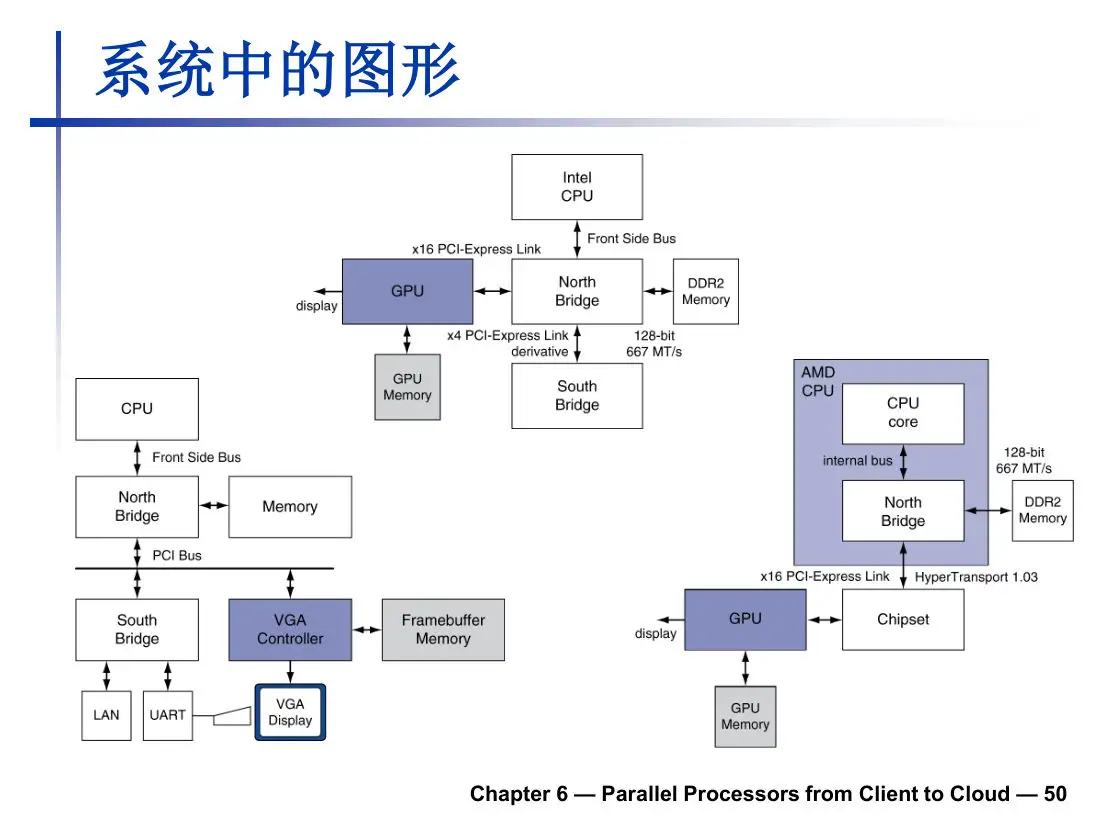 系统中的图形
Intel
CPU
Front Side Bus
x16 PCI-Express Link
GPU
display
North
Bridge
DDR2
Memory
x4 PCI-Express Link
derivative
128-bit
667 MT/s
GPU
Memory
South
Bridge
CPU
Front Side Bus
North
Bridge
Memory
PCI Bus
South
Bridge
VGA
Controller
Framebuffer
Memory
LAN
UART
VGA
Display
AMD
CPU
CPU
core
internal bus
128-bit
667 MT/s
North
Bridge
DDR2
Memory
x16 PCI-Express Link
HyperTransport 1.03
GPU
display
Chipset
GPU
Memory
Chapter 6 — Parallel Processors from Client to Cloud — 50